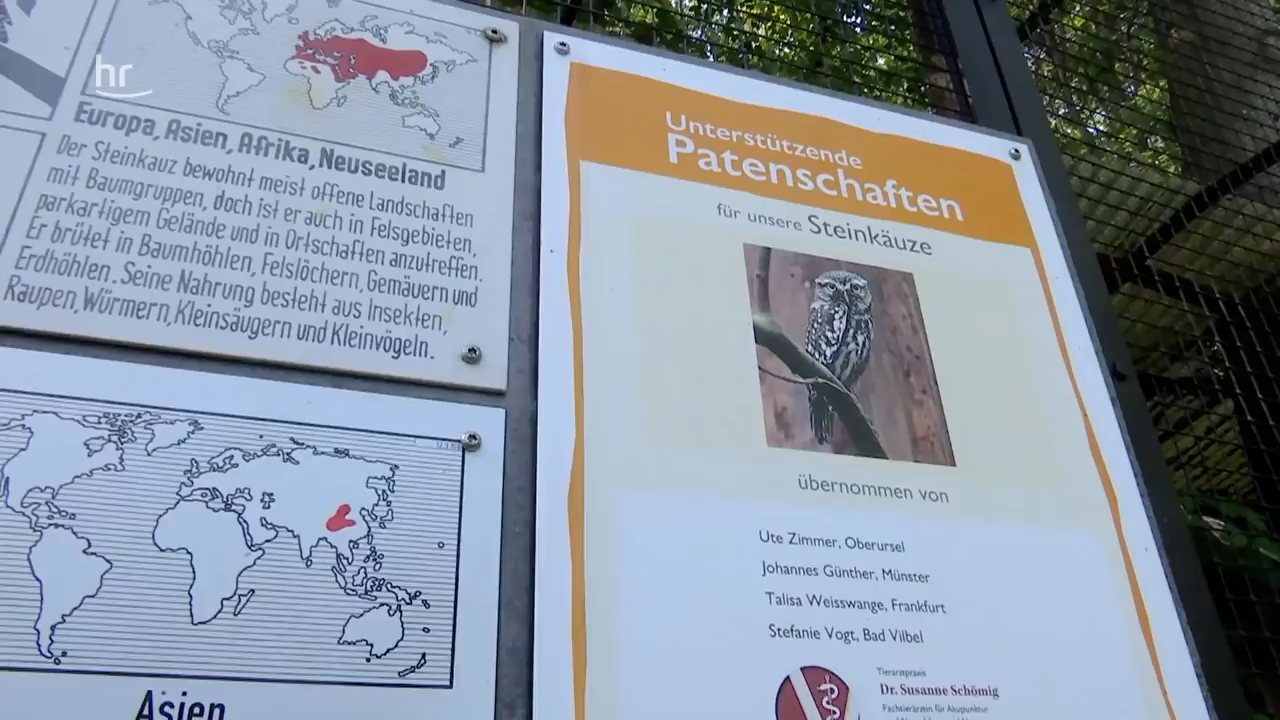 hr
Europa, Asien, Afrika, Neuseeland
Der Steinkauz bewohnt meist offene Landschaften
mit Baumgruppen, doch ist er auch in Felsgebieten,
parkartigem Gelände und in Ortschaften anzutreffen.
Er brütet in Baumhöhlen, Felslöchern, Gemäuern und
Erdhöhlen. Seine Nahrung besteht aus Insekten,
Raupen, Würmern, Kleinsäugern und Kleinvögeln.
Asien
Unterstützende
Patenschaften
für unsere Steinkäuze
übernommen von
Ute Zimmer, Oberursel
Johannes Günther, Münster
Talisa Weisswange, Frankfurt
Stefanie Vogt, Bad Vilbel
Tierarztpraxis
Dr. Susanne Schömig
Fachtierärztin für Akupunktur